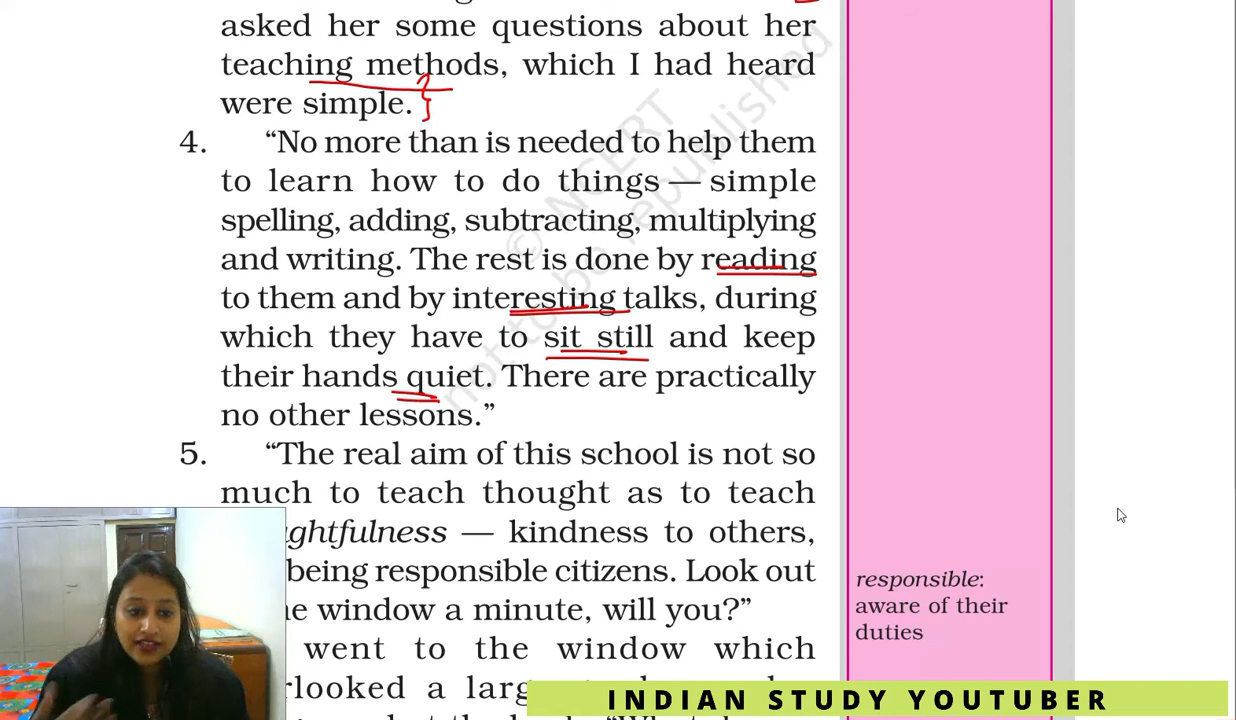 asked her some questions about her
teaching methods, which I had heard
were simple.
4. “No more than is needed to help them
to learn how to do things — simple
spelling, adding, subtracting, multiplying
and writing. The rest is done by reading
to them and by interesting talks, during
which they have to sit still and keep
their hands quiet. There are practically
no other lessons.”
5. “The real aim of this school is not so
much to teach thought as to teach
ghtfulness — kindness to others,
being responsible citizens. Look out
window a minute, will you?”
went to the window which
rlooked a
responsible:
aware of their
duties
© NCERT
not to be republished
INDIAN STUDY YOUTUBER